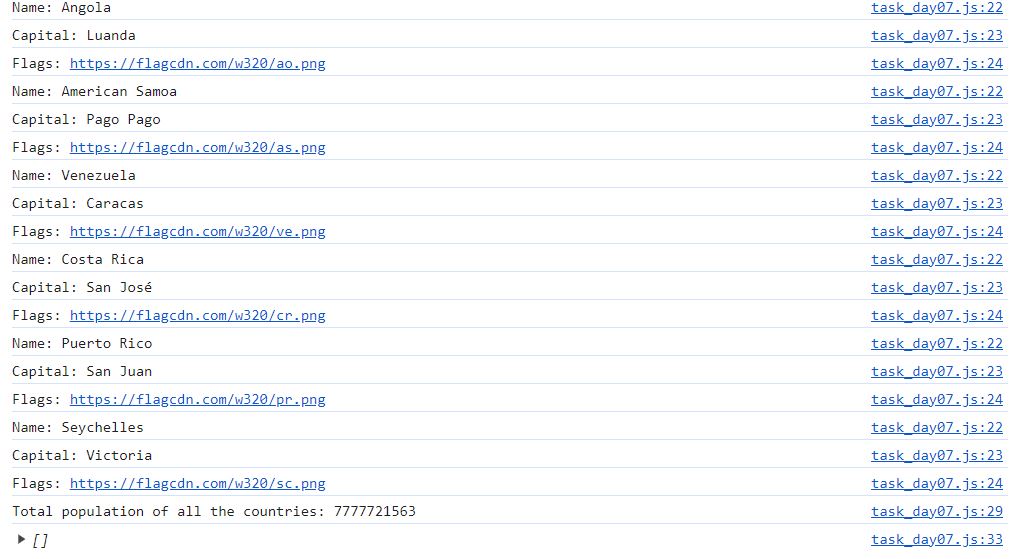 Name: Angola task_day07.js:22
Capital: Luanda task_day07.js:23
Flags: https://flagcdn.com/w320/ao.png task_day07.js:24
Name: American Samoa task_day07.js:22
Capital: Pago Pago task_day07.js:23
Flags: https://flagcdn.com/w320/as.png task_day07.js:24
Name: Venezuela task_day07.js:22
Capital: Caracas task_day07.js:23
Flags: https://flagcdn.com/w320/ve.png task_day07.js:24
Name: Costa Rica task_day07.js:22
Capital: San José task_day07.js:23
Flags: https://flagcdn.com/w320/cr.png task_day07.js:24
Name: Puerto Rico task_day07.js:22
Capital: San Juan task_day07.js:23
Flags: https://flagcdn.com/w320/pr.png task_day07.js:24
Name: Seychelles task_day07.js:22
Capital: Victoria task_day07.js:23
Flags: https://flagcdn.com/w320/sc.png task_day07.js:24
Total population of all the countries: 7777721563 task_day07.js:29
[] task_day07.js:33